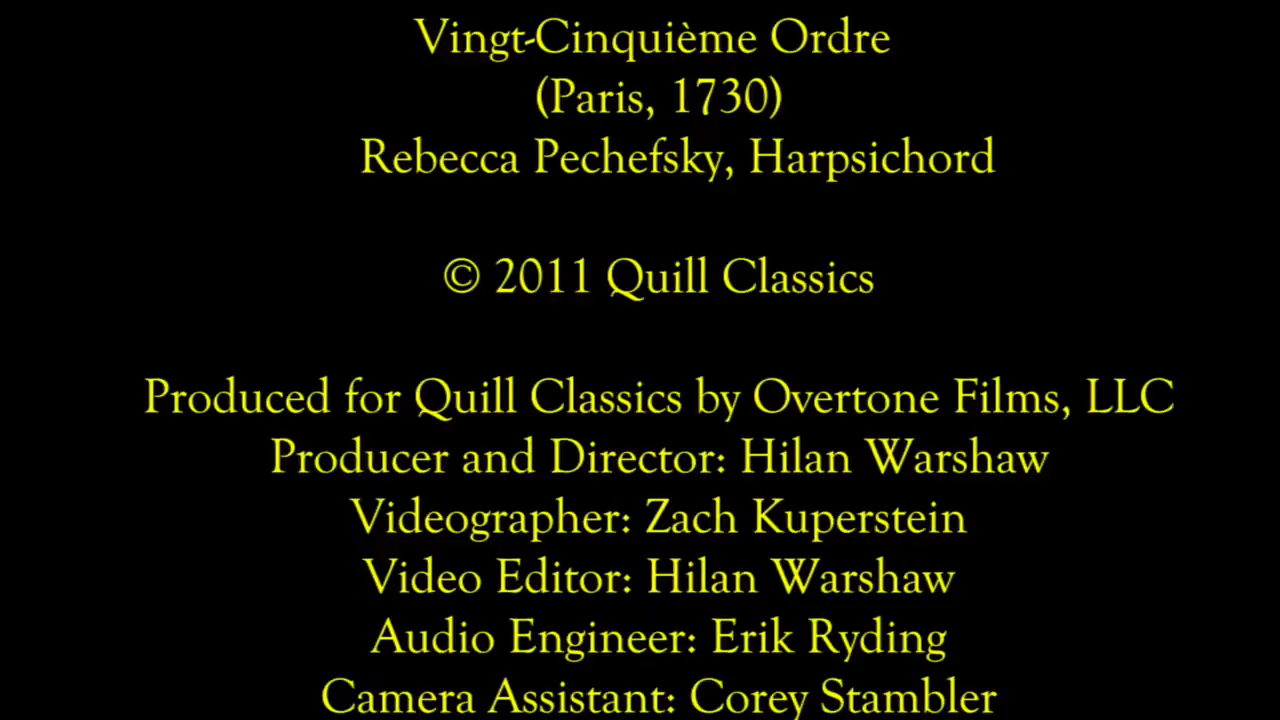 Vingt-Cinquième Ordre
(Paris, 1730)
Rebecca Pechefsky, Harpsichord
© 2011 Quill Classics
Produced for Quill Classics by Overtone Films, LLC
Producer and Director: Hilan Warshaw
Videographer: Zach Kuperstein
Video Editor: Hilan Warshaw
Audio Engineer: Erik Ryding
Camera Assistant: Corey Stambler